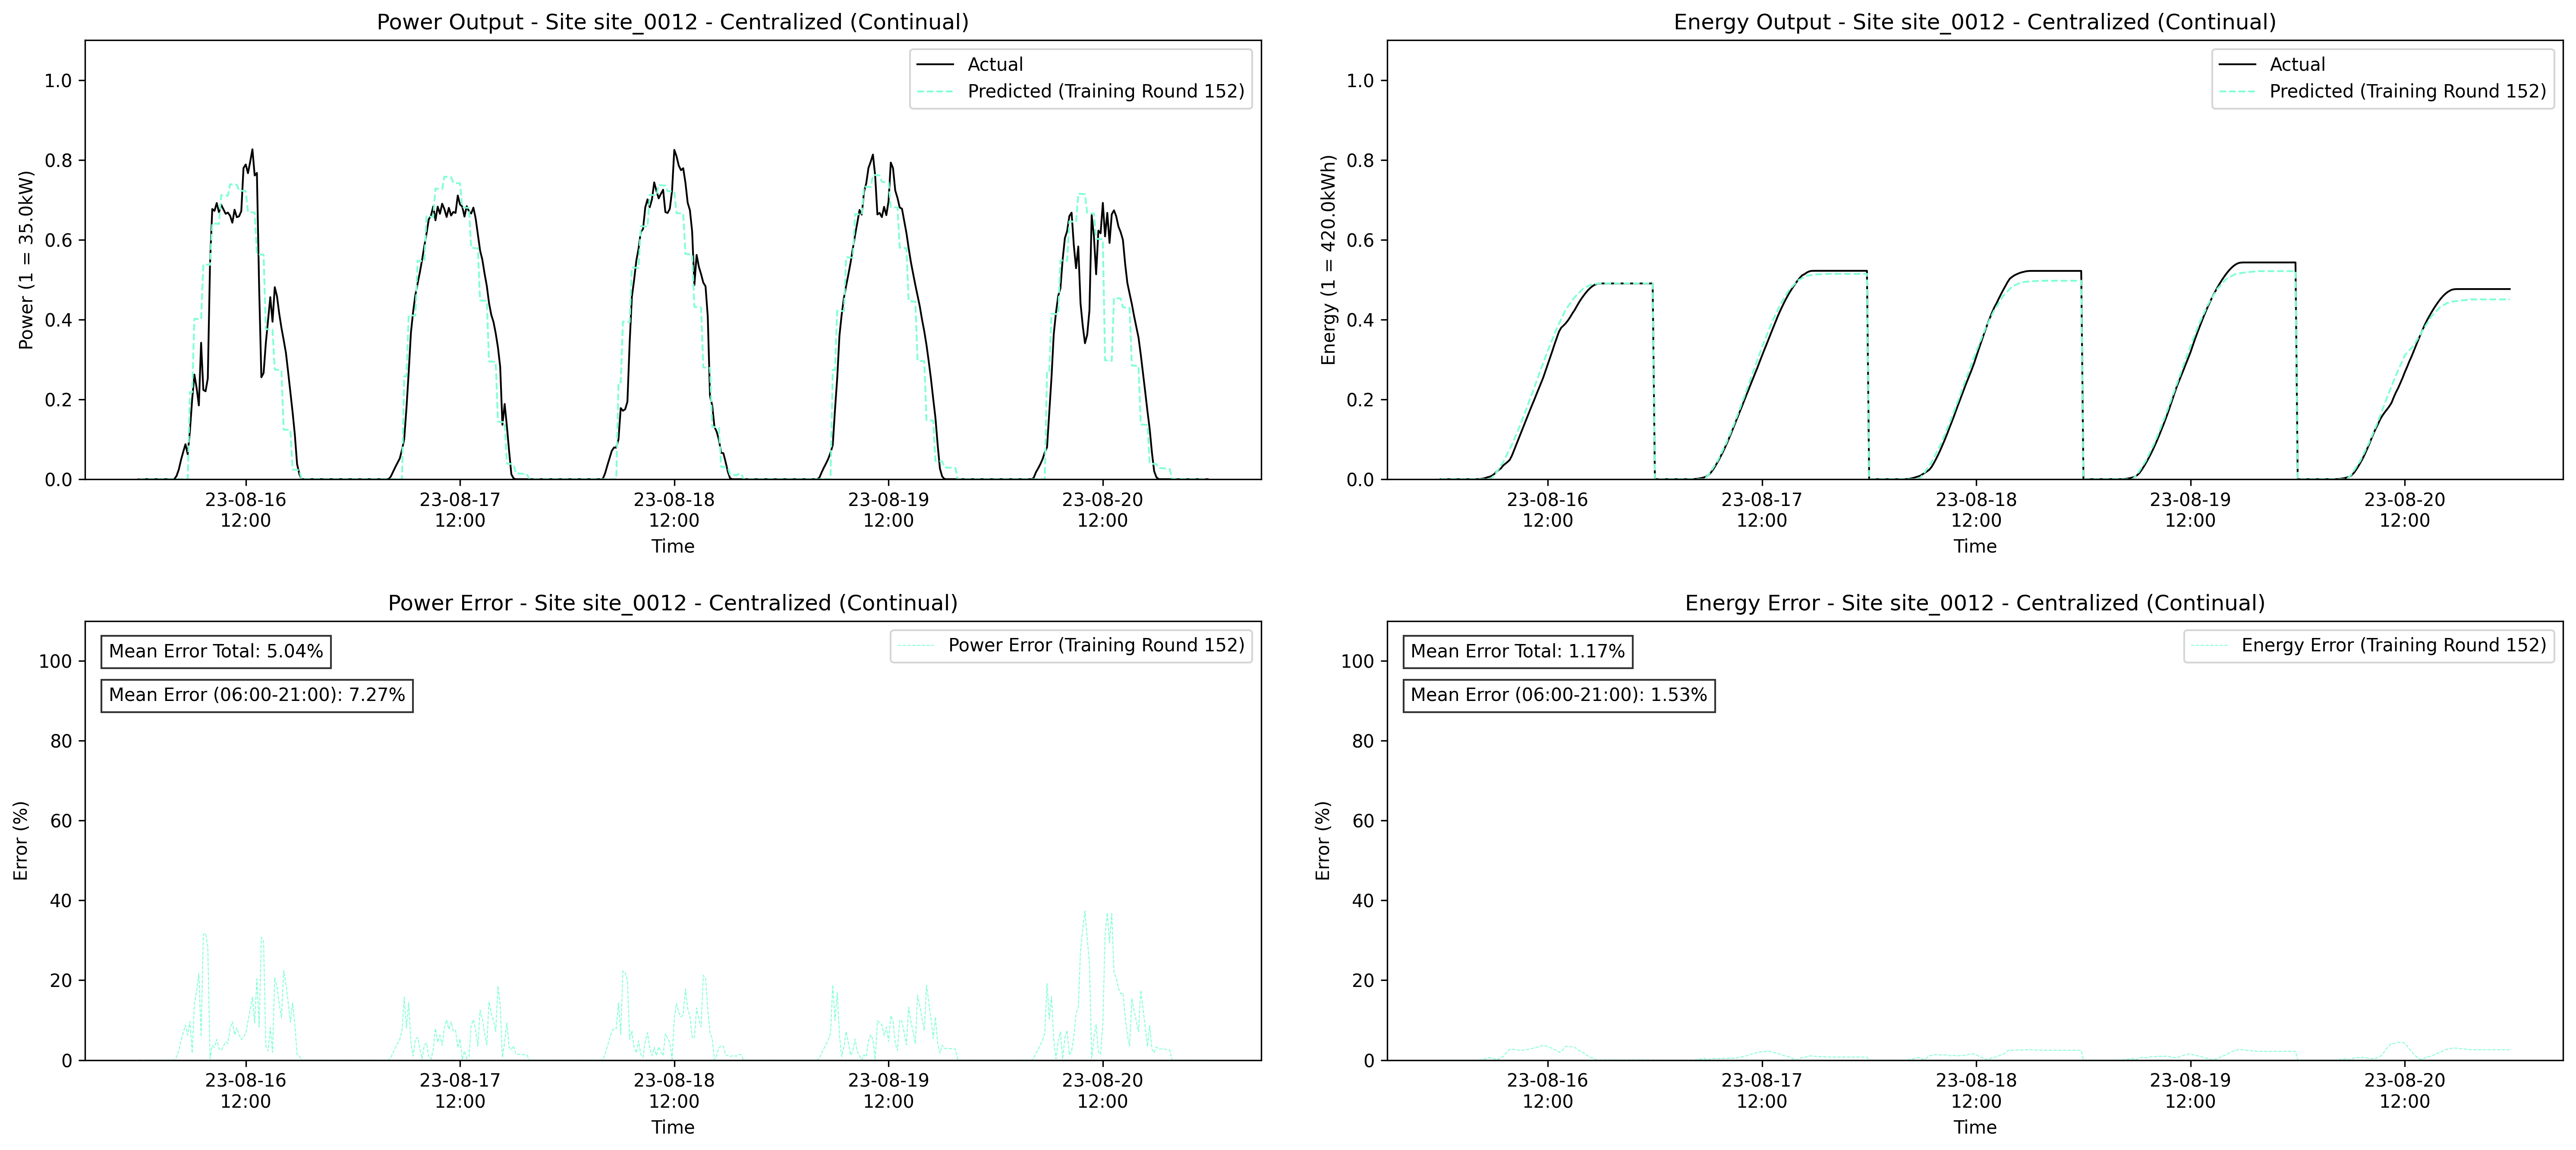 Power Output - Site site_0012 - Centralized (Continual)
Actual
Predicted (Training Round 152)
1.0
0.8
0.6
0.4
0.2
0.0
Power (1 = 35.0kW)
23-08-16
12:00
23-08-17
12:00
23-08-18
12:00
23-08-19
12:00
23-08-20
12:00
Time
Energy Output - Site site_0012 - Centralized (Continual)
Actual
Predicted (Training Round 152)
1.0
0.8
0.6
0.4
0.2
0.0
Energy (1 = 420.0kWh)
23-08-16
12:00
23-08-17
12:00
23-08-18
12:00
23-08-19
12:00
23-08-20
12:00
Time
Power Error - Site site_0012 - Centralized (Continual)
Mean Error Total: 5.04%
Mean Error (06:00-21:00): 7.27%
Power Error (Training Round 152)
100
80
60
40
20
0
Error (%)
23-08-16
12:00
23-08-17
12:00
23-08-18
12:00
23-08-19
12:00
23-08-20
12:00
Time
Energy Error - Site site_0012 - Centralized (Continual)
Mean Error Total: 1.17%
Mean Error (06:00-21:00): 1.53%
Energy Error (Training Round 152)
100
80
60
40
20
0
Error (%)
23-08-16
12:00
23-08-17
12:00
23-08-18
12:00
23-08-19
12:00
23-08-20
12:00
Time